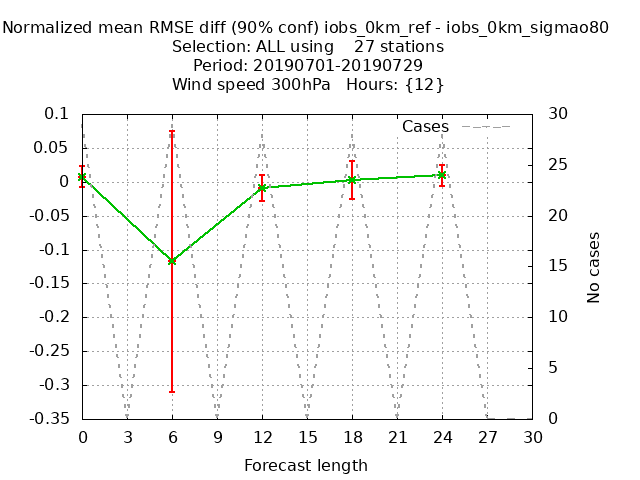 Normalized mean RMSE diff (90% conf) iobs_0km_ref - iobs_0km_sigmao80
Selection: ALL using    27 stations
Period: 20190701-20190729
Wind speed 300hPa   Hours: {12}
Cases
0.1
0.05
0
-0.05
-0.1
-0.15
-0.2
-0.25
-0.3
-0.35
30
25
20
15
10
5
0
No cases
0 3 6 9 12 15 18 21 24 27 30
Forecast length